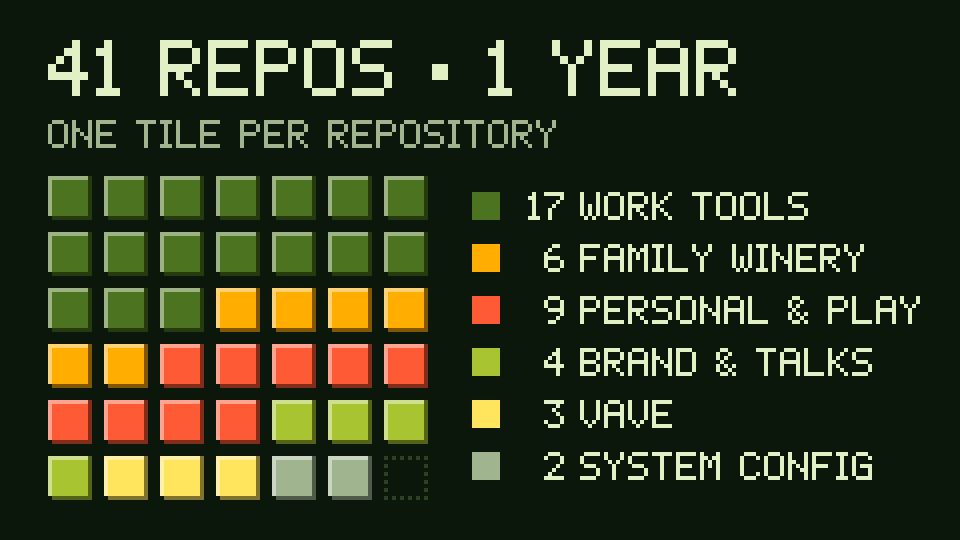 41 REPOS · 1 YEAR
ONE TILE PER REPOSITORY
17 WORK TOOLS
6 FAMILY WINERY
9 PERSONAL & PLAY
4 BRAND & TALKS
3 VAVE
2 SYSTEM CONFIG